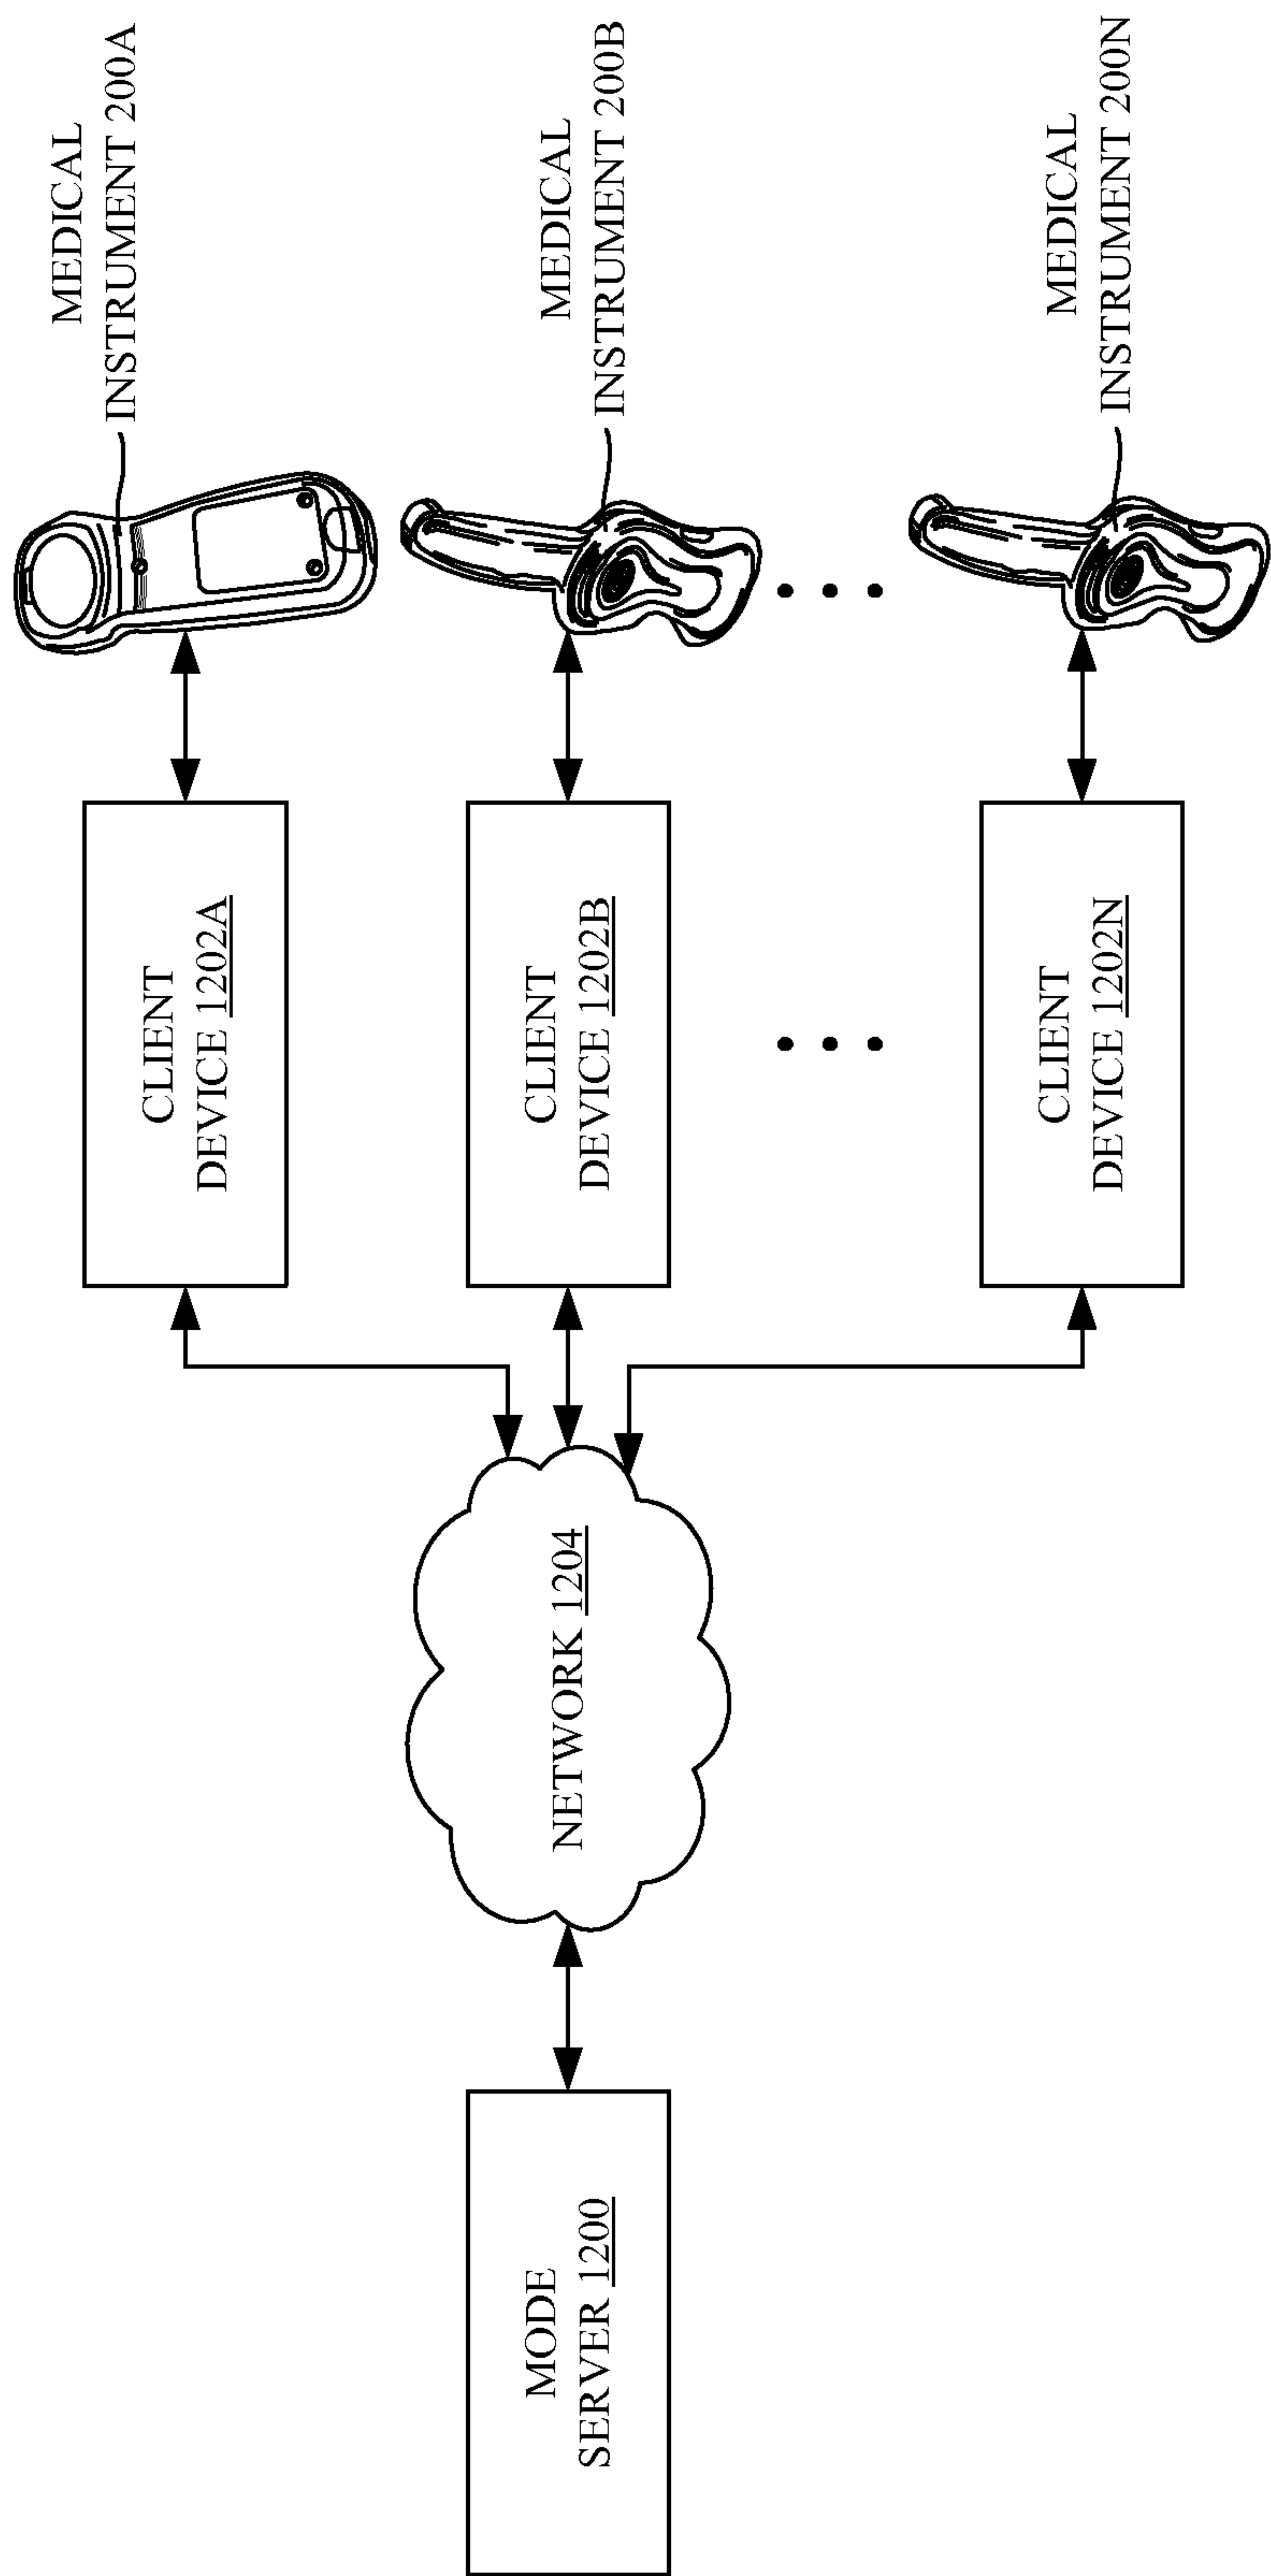 MODE
SERVER 1200
NETWORK 1204
CLIENT
DEVICE 1202A
CLIENT
DEVICE 1202B
CLIENT
DEVICE 1202N
MEDICAL
INSTRUMENT 200A
MEDICAL
INSTRUMENT 200B
MEDICAL
INSTRUMENT 200N